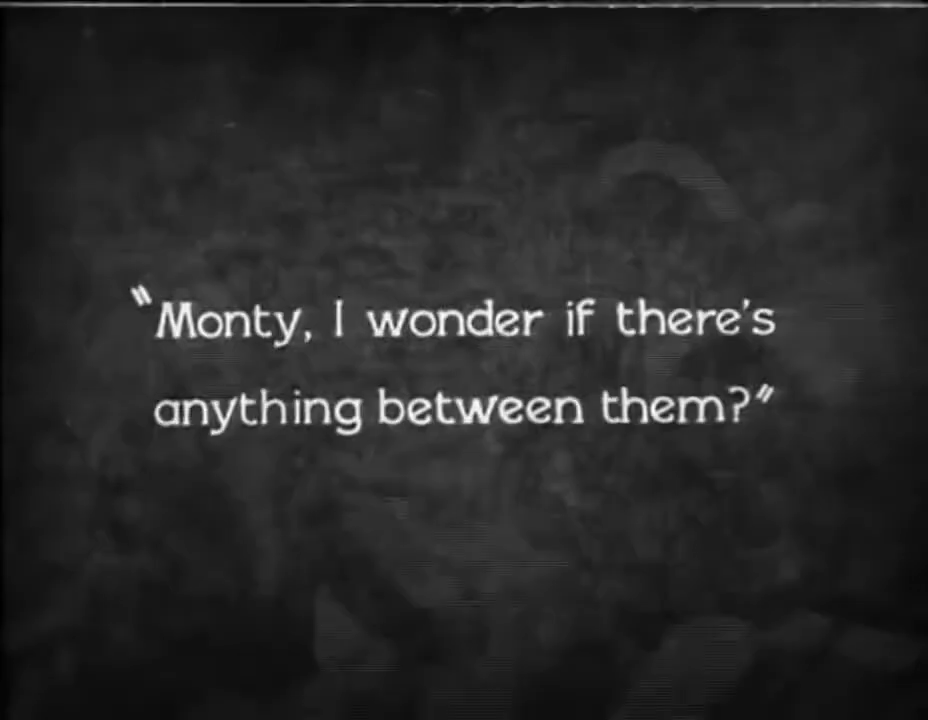 "Monty, I wonder if there's
anything between them?"